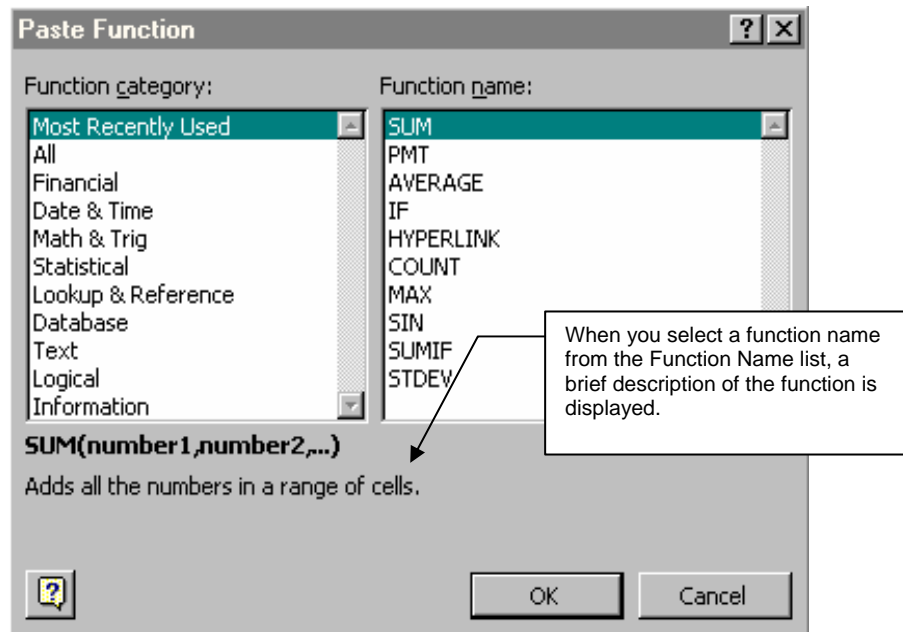 Paste Function
Function category:
Most Recently Used
All
Financial
Date & Time
Math & Trig
Statistical
Lookup & Reference
Database
Text
Logical
Information
Function name:
SUM
PMT
AVERAGE
IF
HYPERLINK
COUNT
MAX
SIN
SUMIF
STDEV
When you select a function name
from the Function Name list, a
brief description of the function is
displayed.
SUM(number1,number2,...)
Adds all the numbers in a range of cells.
OK
Cancel